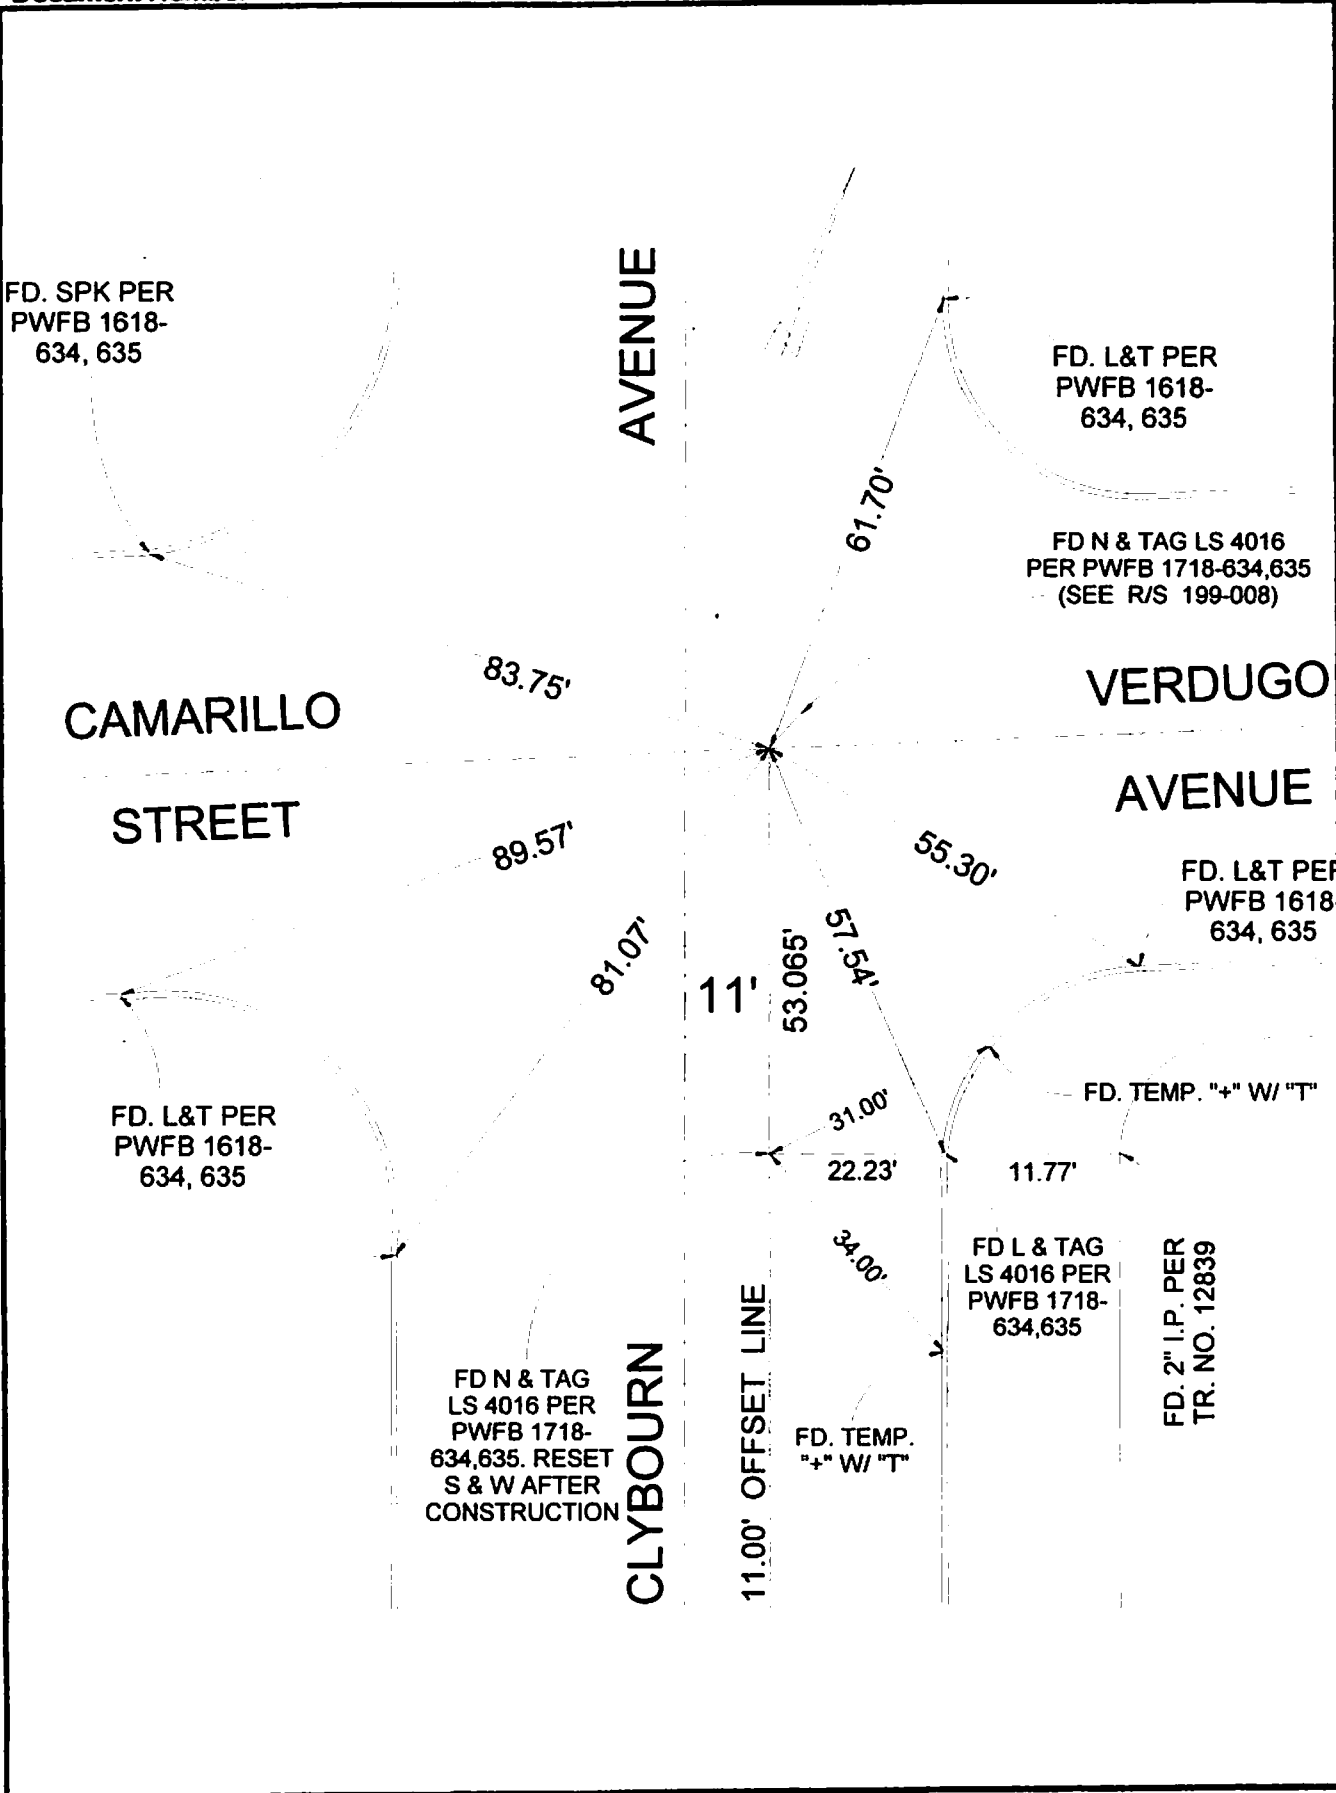 AVENUE
FD. SPK PER
PWFB 1618-
634, 635
FD. L&T PER
PWFB 1618-
634, 635
61.70'
FD N & TAG LS 4016
PER PWFB 1718-634,635
(SEE R/S 199-008)
83.75'
CAMARILLO
STREET
VERDUGO
AVENUE
89.57'
55.30'
FD. L&T PER
PWFB 1618-
634, 635
81.07'
11'
53.065'
57.54'
FD. TEMP. "+" W/ "T"
31.00'
22.23'
11.77'
FD. L&T PER
PWFB 1618-
634, 635
34.00'
FD L & TAG
LS 4016 PER
PWFB 1718-
634,635
FD. 2" I.P. PER
TR. NO. 12839
FD N & TAG
LS 4016 PER
PWFB 1718-
634,635. RESET
S & W AFTER
CONSTRUCTION
CLYBOURN
11.00' OFFSET LINE
FD. TEMP.
"+" W/ "T"